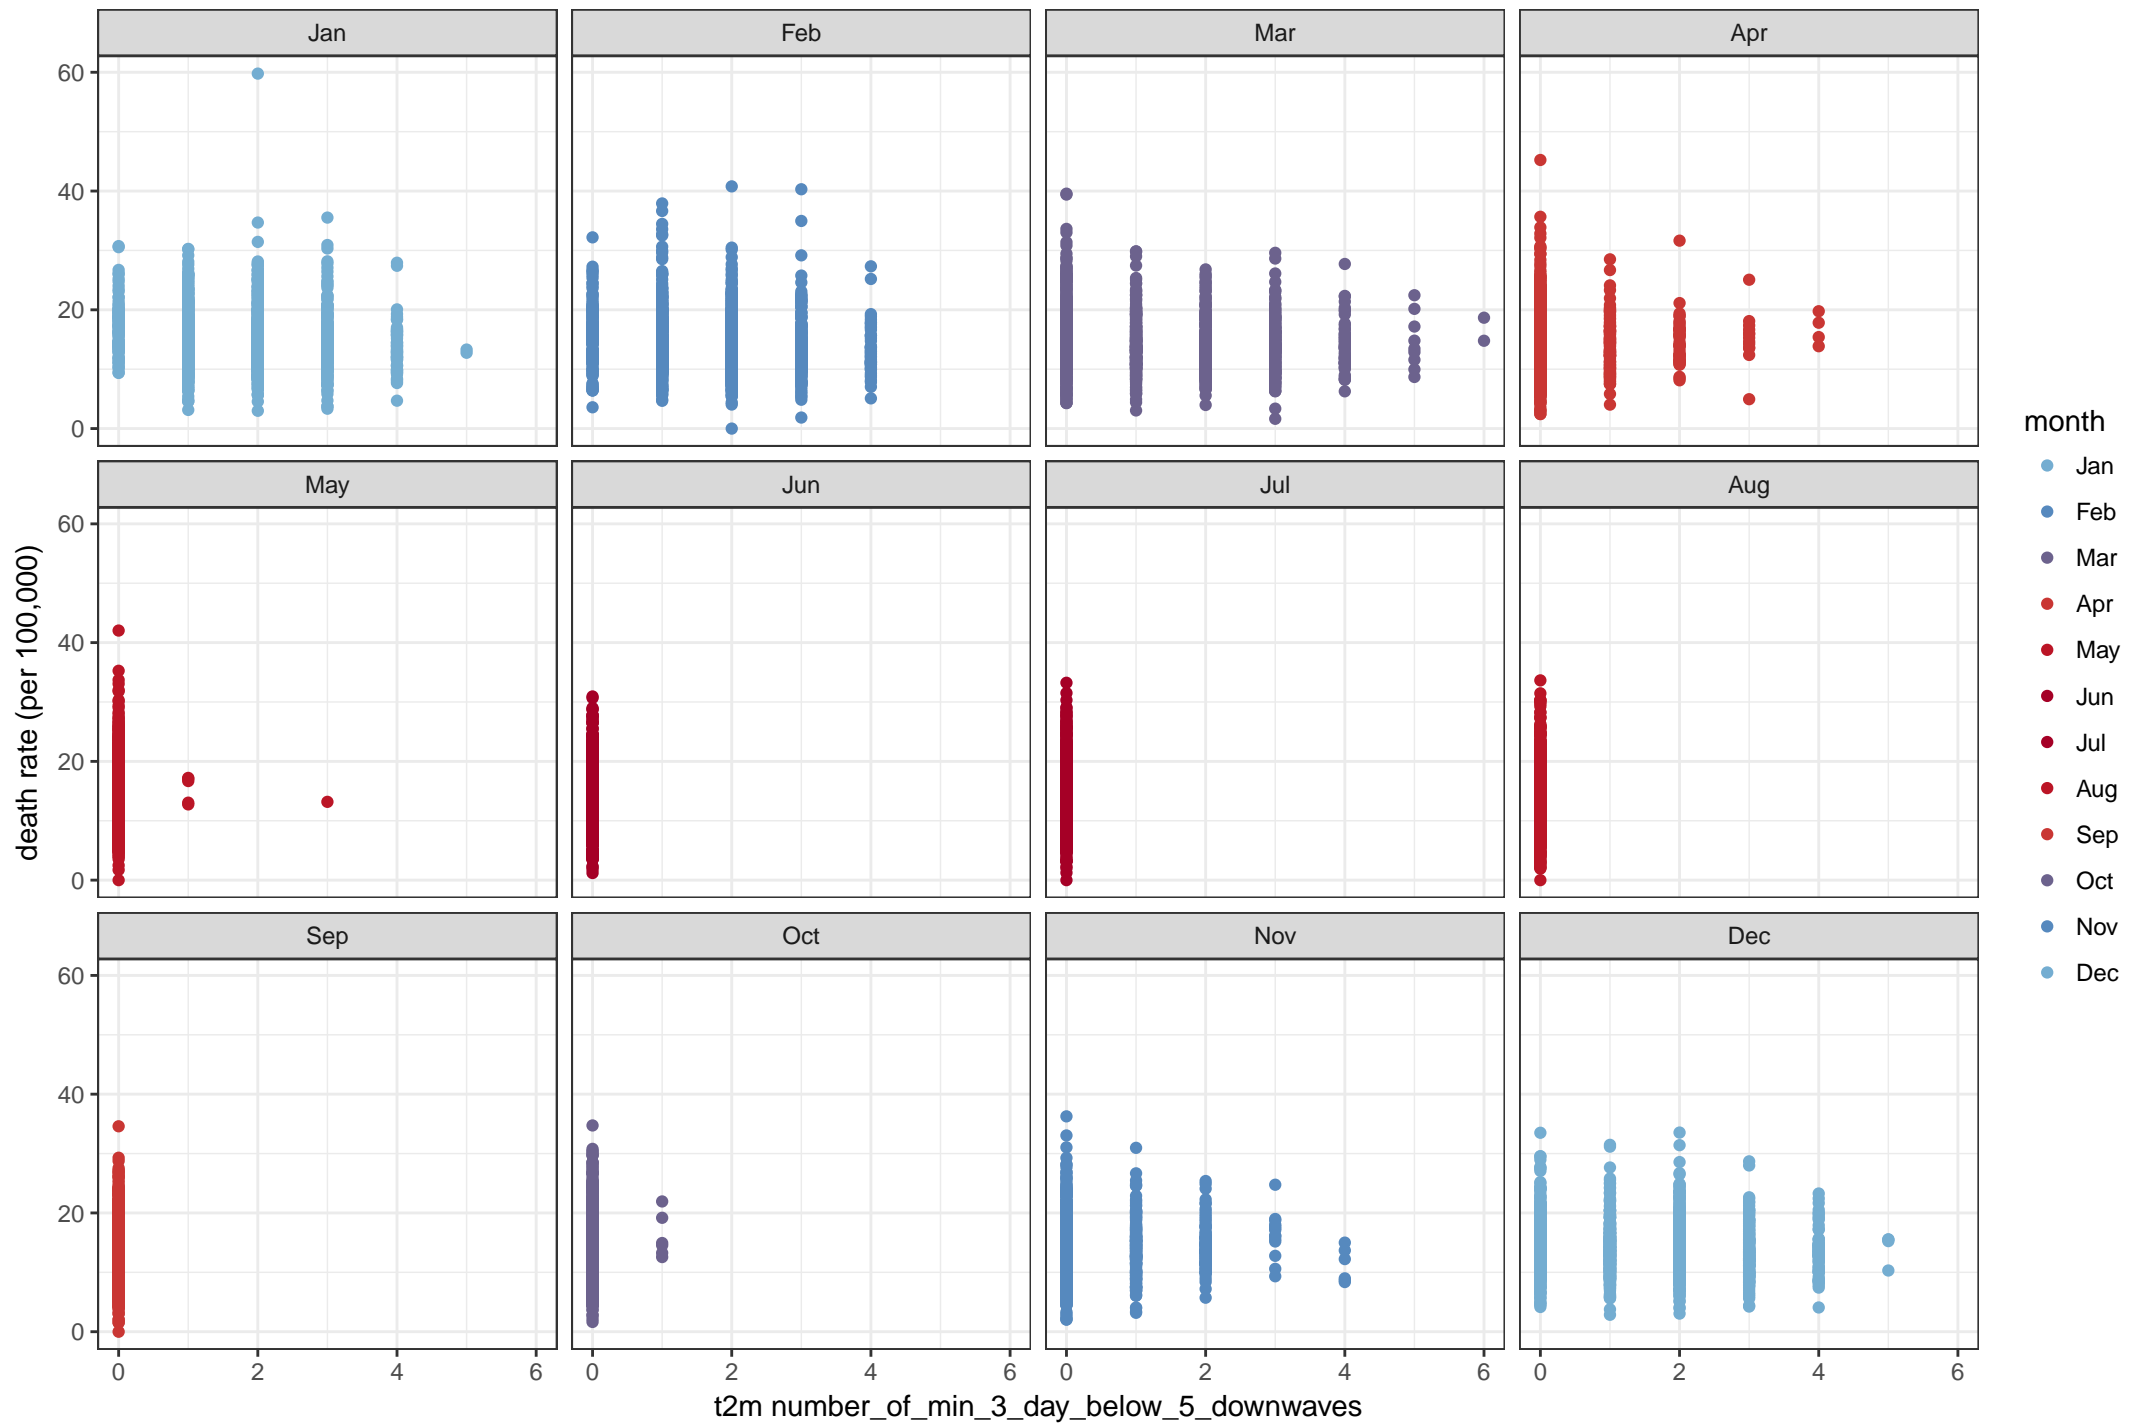 Jan Feb Mar Apr
60
40
20
0
May Jun Jul Aug
60
40
20
0
Sep Oct Nov Dec
60
40
20
0
0 2 4 6 0 2 4 6 0 2 4 6 0 2 4 6
t2m number_of_min_3_day_below_5_downwaves
death rate (per 100,000)
month
Jan
Feb
Mar
Apr
May
Jun
Jul
Aug
Sep
Oct
Nov
Dec